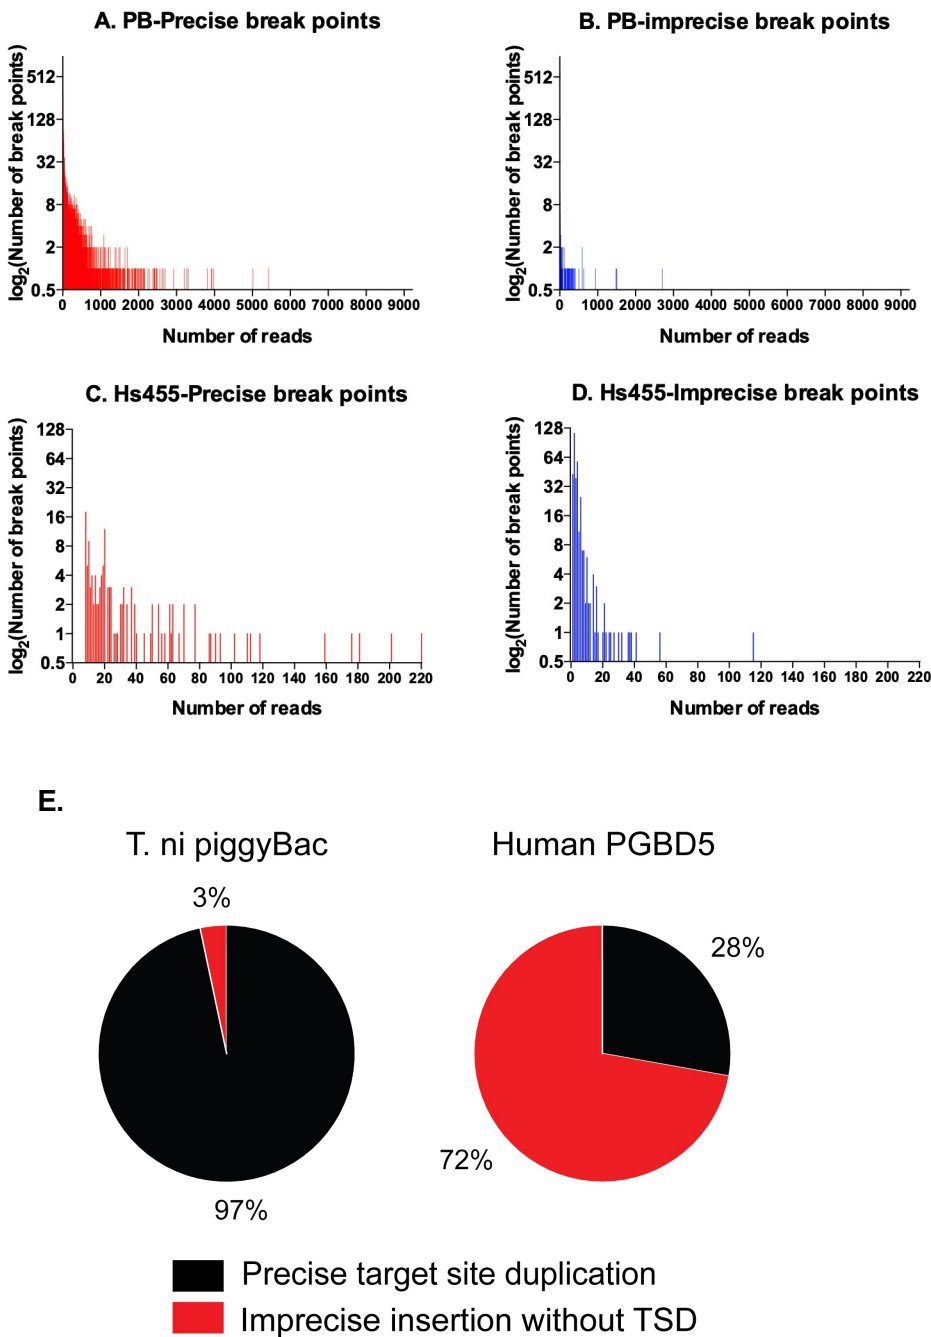 A. PB-Precise break points
log2(Number of break points)
512
128
32
8
2
0.5
0 1000 2000 3000 4000 5000 6000 7000 8000 9000
Number of reads
B. PB-imprecise break points
log2(Number of break points)
512
128
32
8
2
0.5
0 1000 2000 3000 4000 5000 6000 7000 8000 9000
Number of reads
C. Hs455-Precise break points
log2(Number of break points)
128
64
32
16
8
4
2
1
0.5
0 20 40 60 80 100 120 140 160 180 200 220
Number of reads
D. Hs455-Imprecise break points
log2(Number of break points)
128
64
32
16
8
4
2
1
0.5
0 20 40 60 80 100 120 140 160 180 200 220
Number of reads
E.
T. ni piggyBac
3%
97%
Human PGBD5
28%
72%
Precise target site duplication
Imprecise insertion without TSD